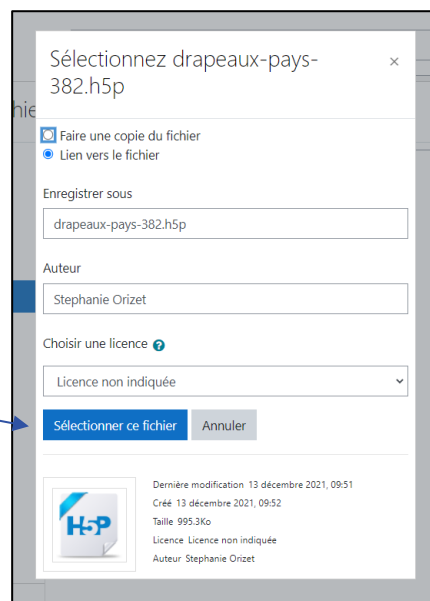 Sélectionnez drapeaux-pays-
382.h5p
×
hie
Faire une copie du fichier
Lien vers le fichier
Enregistrer sous
drapeaux-pays-382.h5p
Auteur
Stephanie Orizet
Choisir une licence ?
Licence non indiquée
Sélectionner ce fichier Annuler
H5P
Dernière modification 13 décembre 2021, 09:51
Créé 13 décembre 2021, 09:52
Taille 995.3Ko
Licence Licence non indiquée
Auteur Stephanie Orizet